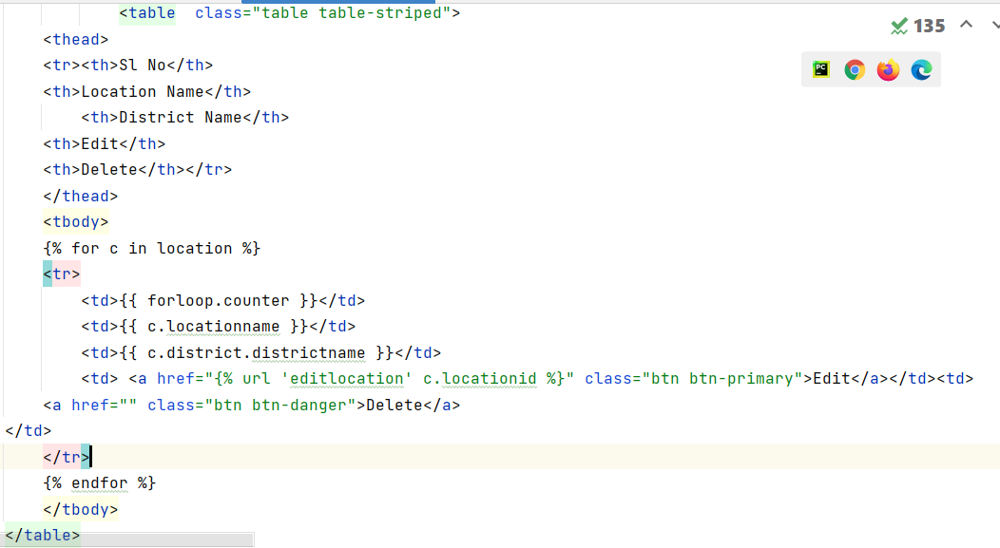 <table  class="table table-striped">
135
<thead>
<tr><th>Sl No</th>
PC
<th>Location Name</th>
<th>District Name</th>
<th>Edit</th>
<th>Delete</th></tr>
</thead>
<tbody>
{% for c in location %}
<tr>
<td>{{ forloop.counter }}</td>
<td>{{ c.locationname }}</td>
<td>{{ c.district.districtname }}</td>
<td> <a href="{% url 'editlocation' c.locationid %}" class="btn btn-primary">Edit</a></td><td>
<a href="" class="btn btn-danger">Delete</a>
</td>
</tr>
{% endfor %}
</tbody>
</table>